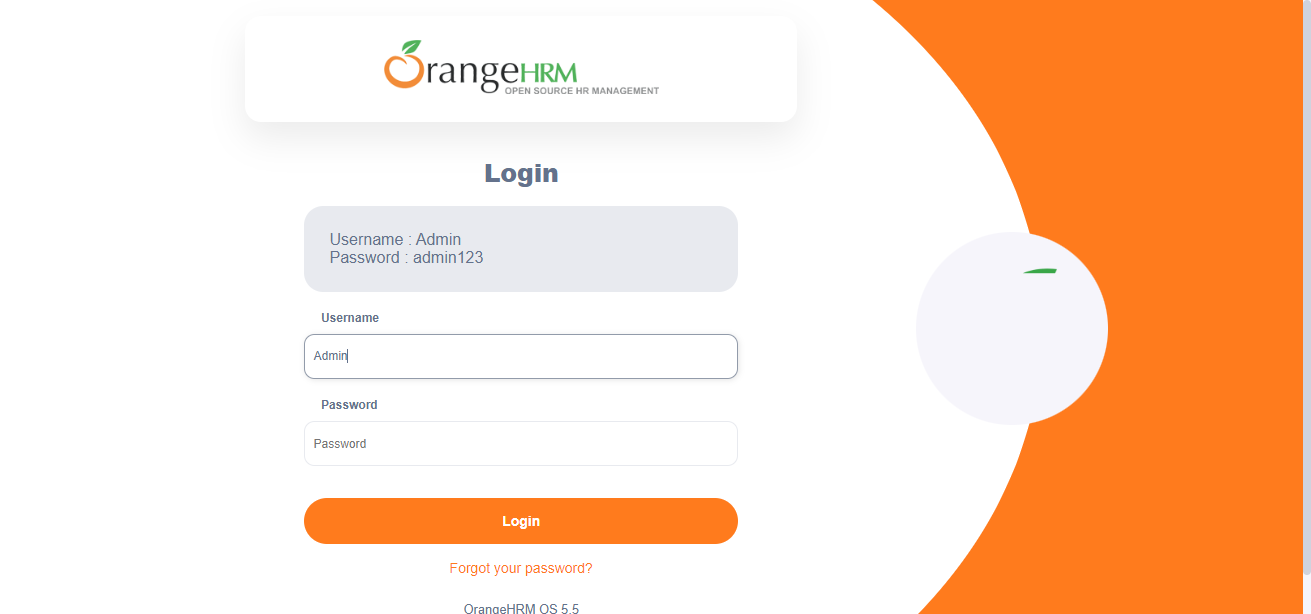 OrangeHRM
OPEN SOURCE HR MANAGEMENT
Login
Username : Admin
Password : admin123
Username
Admin
Password
Password
Login
Forgot your password?
OrangeHRM OS 5.5